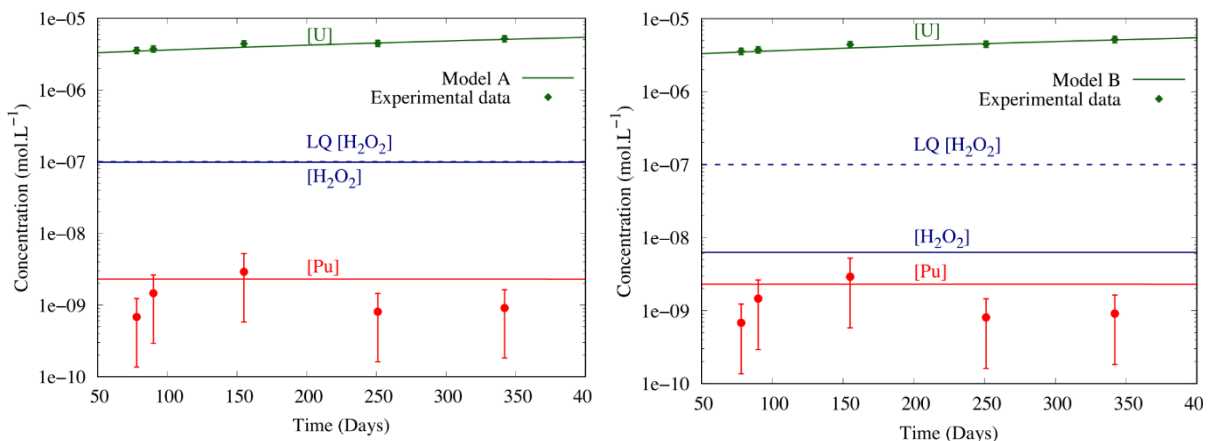 1e−05
[U]
Model A
Experimental data
1e−06
LQ [H2O2]
1e−07
[H2O2]
1e−08
[Pu]
1e−09
1e−10
50 100 150 200 250 300 350 40
Concentration (mol.L−1)
Time (Days)
1e−05
[U]
Model B
Experimental data
1e−06
LQ [H2O2]
1e−07
[H2O2]
1e−08
[Pu]
1e−09
1e−10
50 100 150 200 250 300 350 40
Concentration (mol.L−1)
Time (Days)